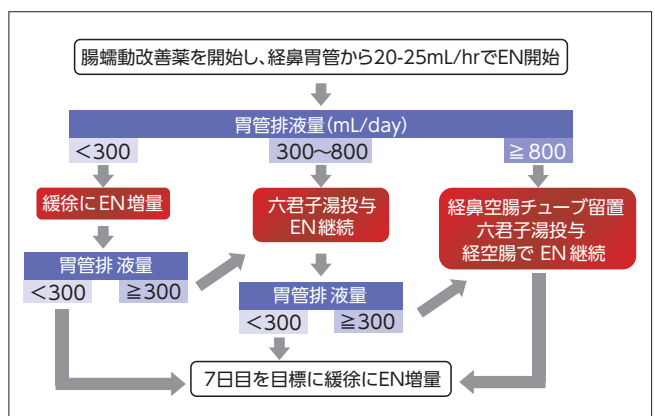 腸蠕動改善薬を開始し、経鼻胃管から20-25mL/hrでEN開始
胃管排液量(mL/day)
＜300 300〜800 ≧800
緩徐にEN増量
六君子湯投与
EN継続
経鼻空腸チューブ留置
六君子湯投与
経空腸でEN継続
胃管排液量
＜300 ≧300
胃管排液量
＜300 ≧300
7日目を目標に緩徐にEN増量